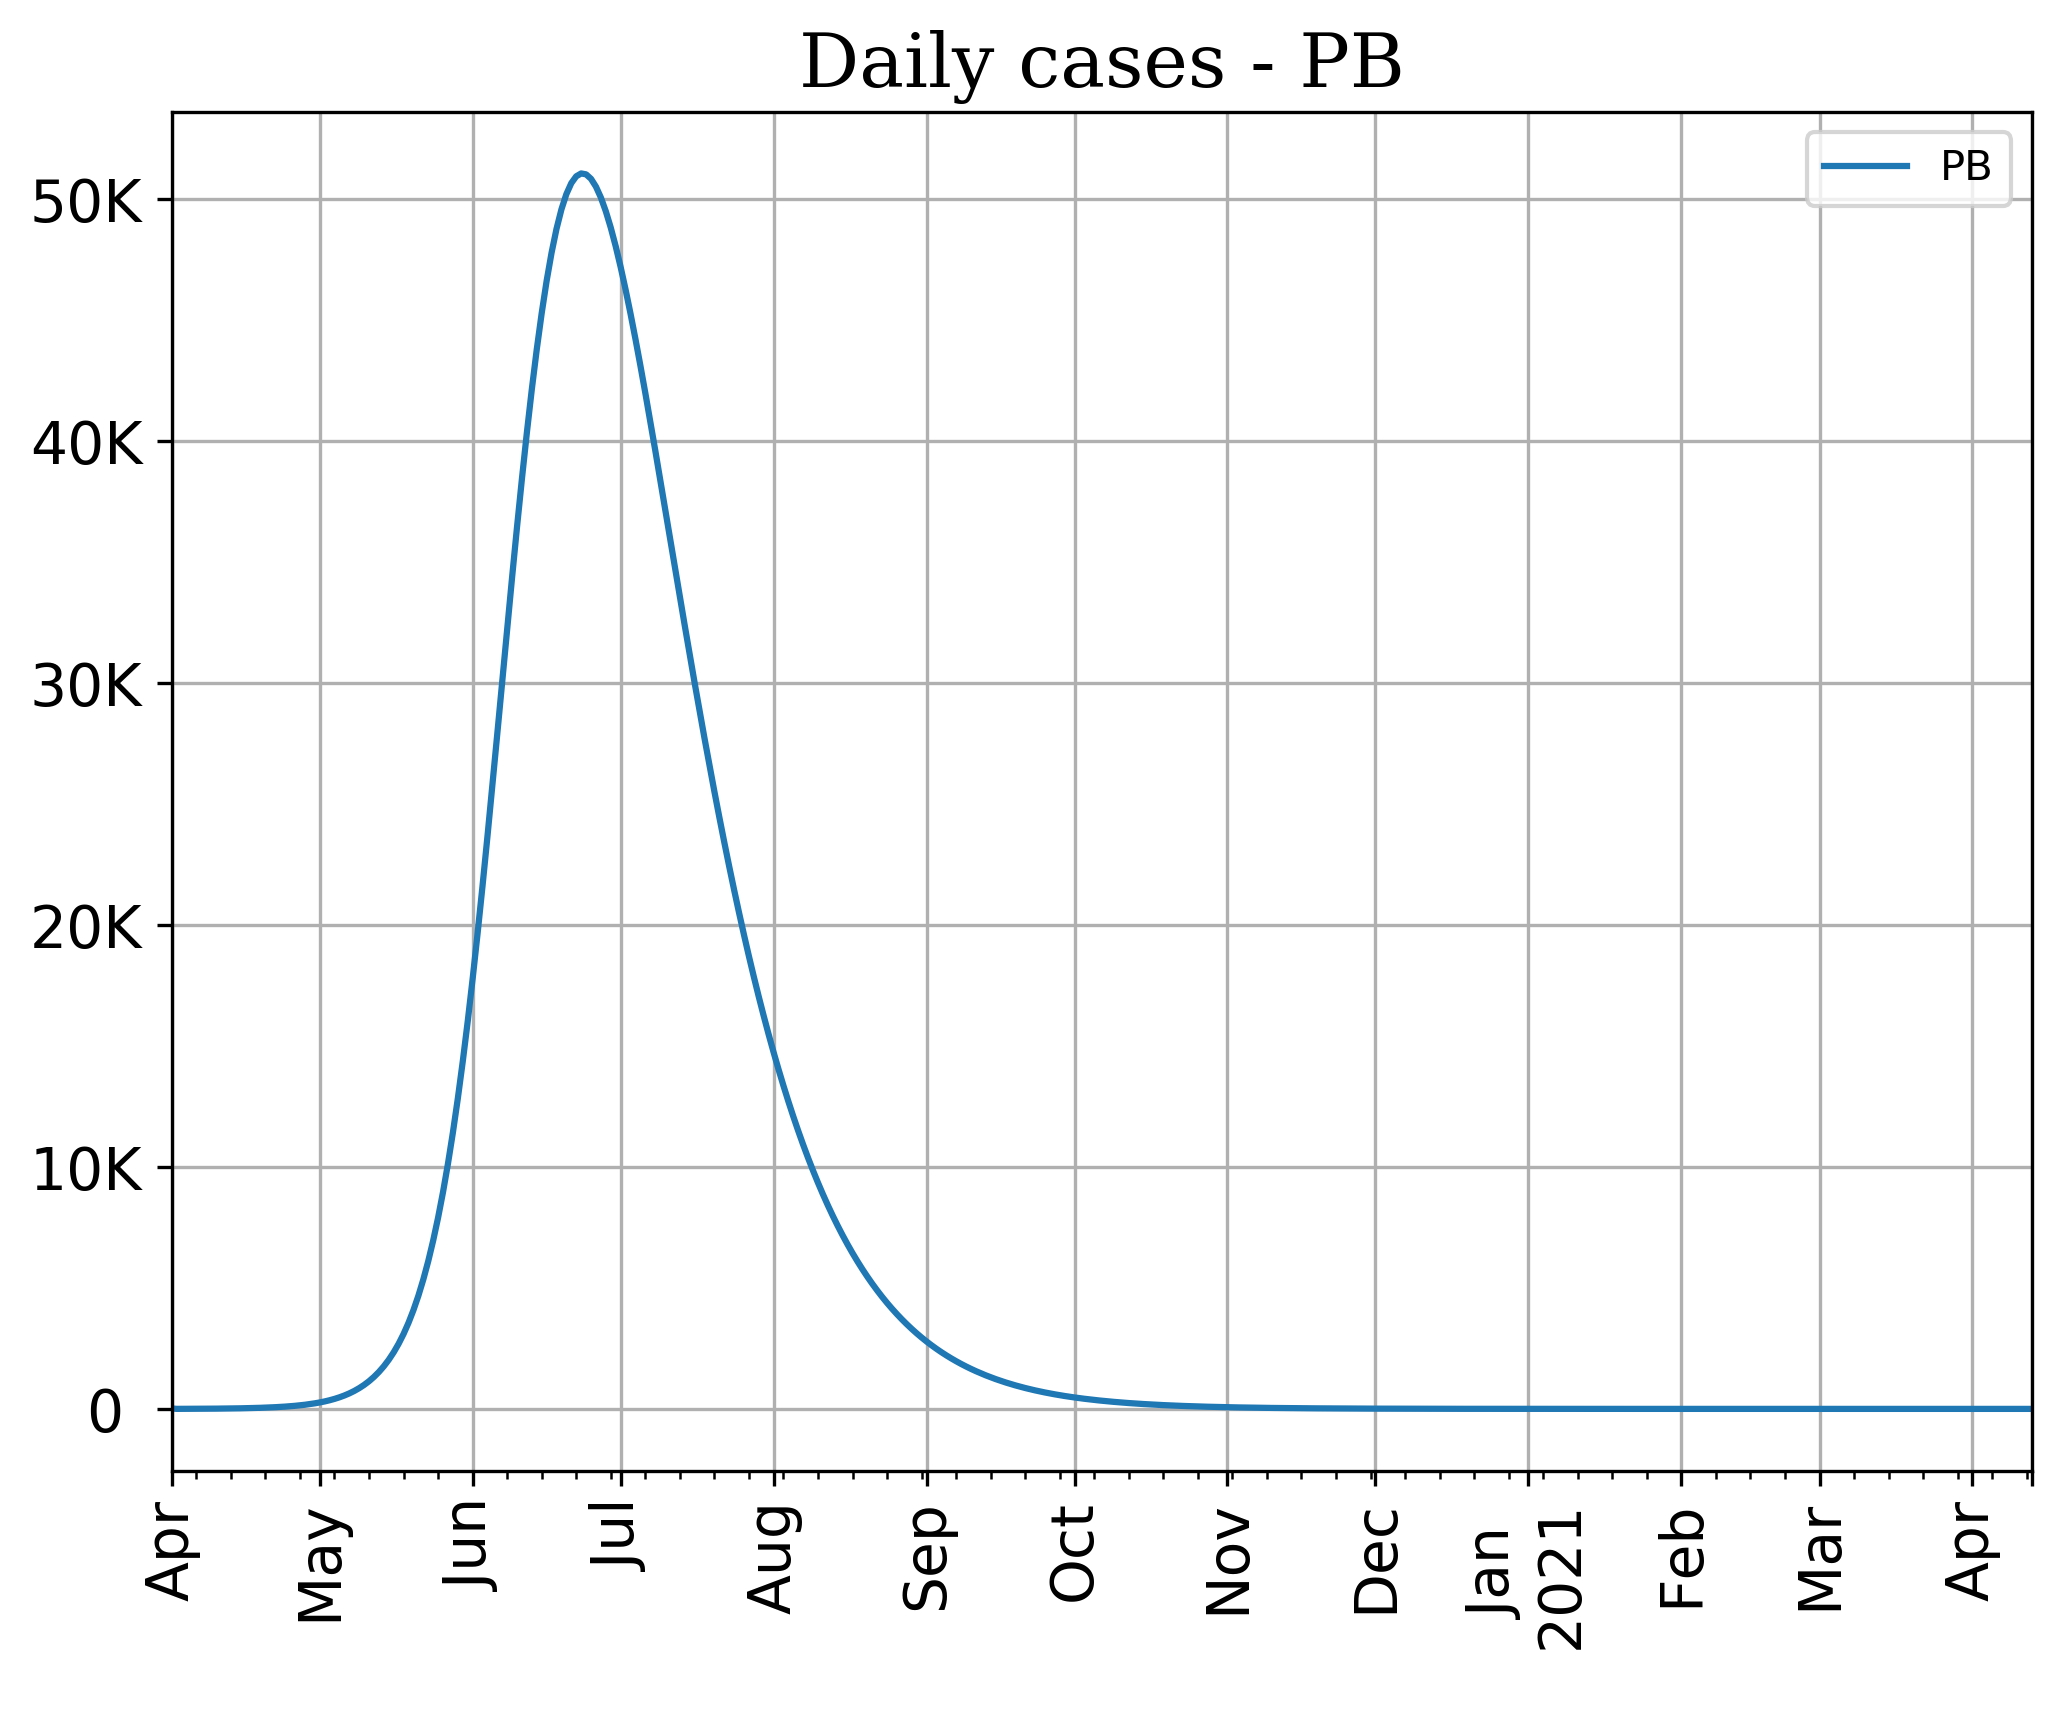 Daily cases - PB
PB
50K
40K
30K
20K
10K
0
Apr
May
Jun
Jul
Aug
Sep
Oct
Nov
Dec
Jan
2021
Feb
Mar
Apr